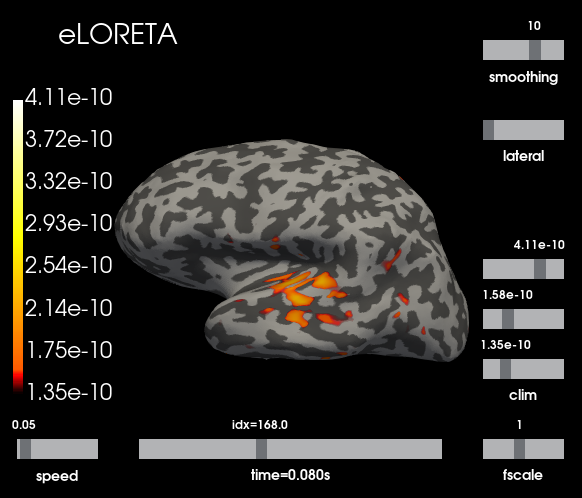 eLORETA
10
smoothing
lateral
4.11e-10
3.72e-10
3.32e-10
2.93e-10
2.54e-10
2.14e-10
1.75e-10
1.35e-10
4.11e-10
1.58e-10
1.35e-10
clim
0.05
speed
idx=168.0
time=0.080s
1
fscale